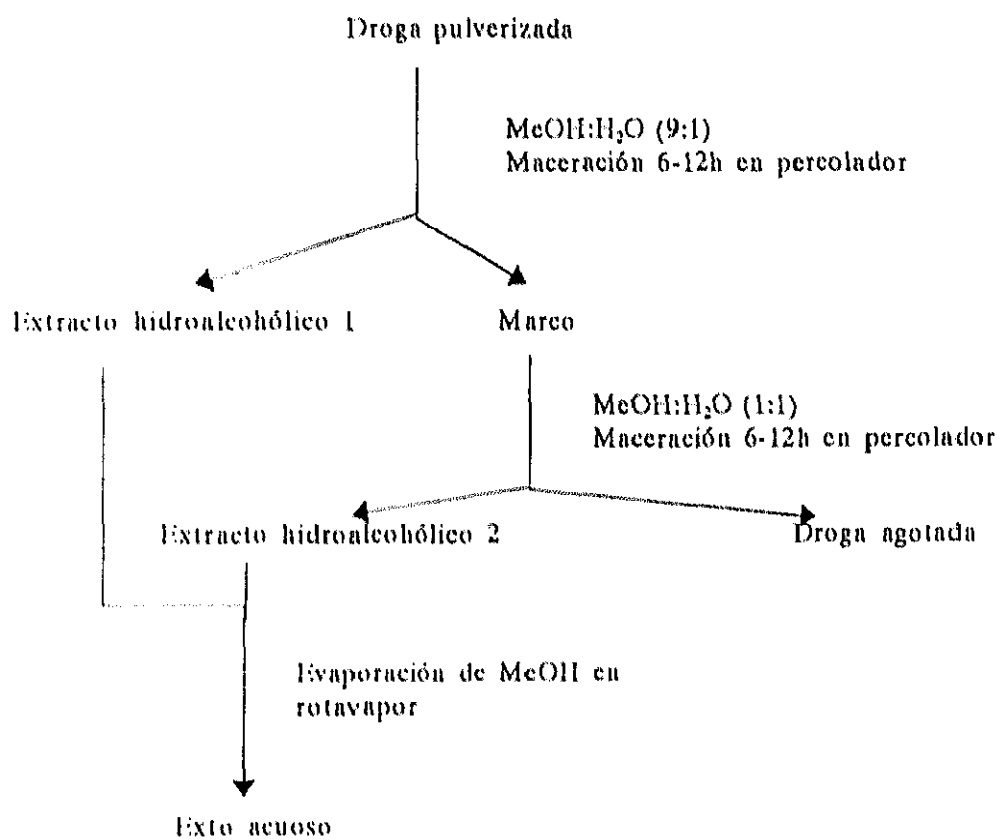 Droga pulverizada
MeOH:H₂O (9:1)
Maceración 6-12h en percolador
Extracto hidroalcohólico 1
Marco
MeOH:H₂O (1:1)
Maceración 6-12h en percolador
Extracto hidroalcohólico 2
Droga agotada
Evaporación de MeOH en
rotavapor
Exto acuoso